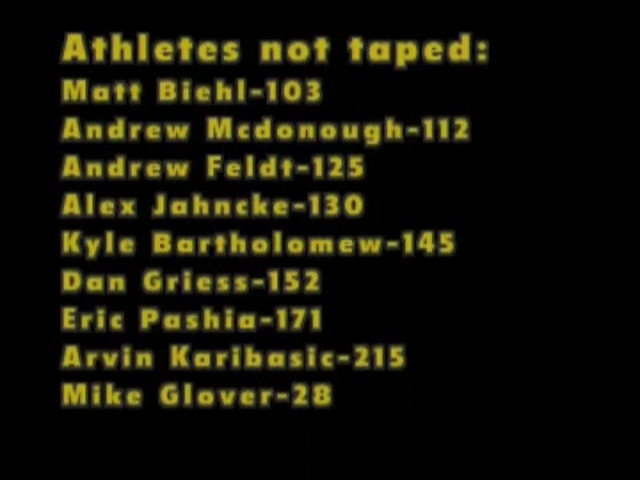 Athletes not taped:
Matt Biehl-103
Andrew Mcdonough-112
Andrew Feldt-125
Alex Jahncke-130
Kyle Bartholomew-145
Dan Griess-152
Eric Pashia-171
Arvin Karibasic-215
Mike Glover-28